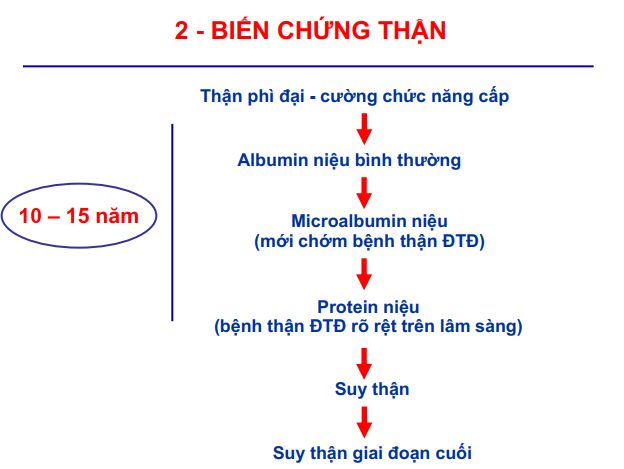 2 - BIẾN CHỨNG THẬN
Thận phì đại - cường chức năng cấp
Albumin niệu bình thường
10 – 15 năm
Microalbumin niệu
(mới chớm bệnh thận ĐTĐ)
Protein niệu
(bệnh thận ĐTĐ rõ rệt trên lâm sàng)
Suy thận
Suy thận giai đoạn cuối